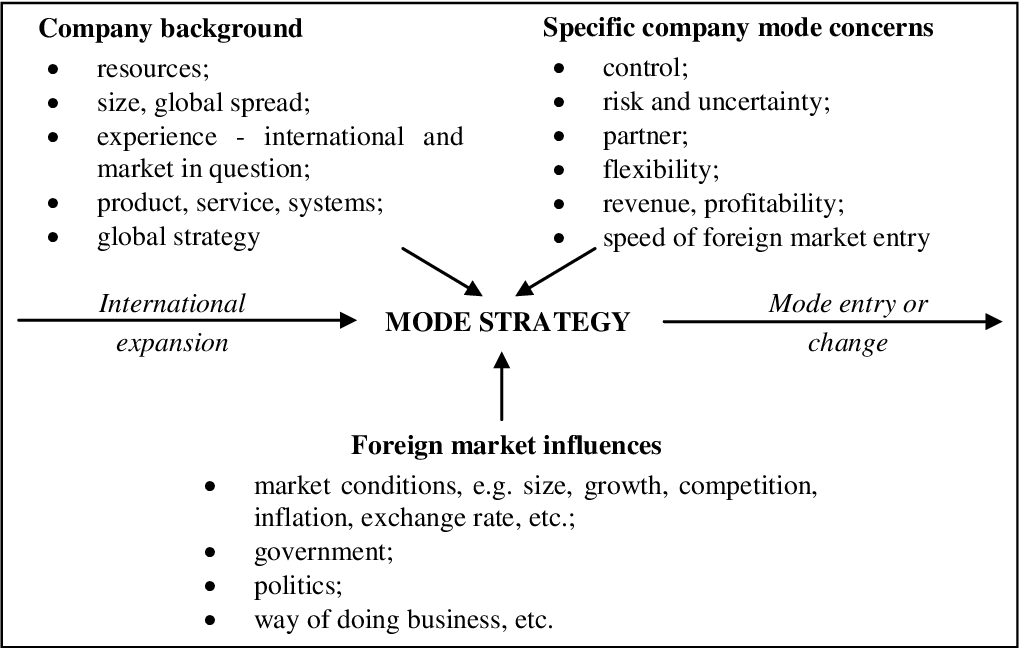 Company background
• resources;
• size, global spread;
• experience - international and
market in question;
• product, service, systems;
• global strategy
Specific company mode concerns
• control;
• risk and uncertainty;
• partner;
• flexibility;
• revenue, profitability;
• speed of foreign market entry
International
expansion
MODE STRATEGY
Mode entry or
change
Foreign market influences
• market conditions, e.g. size, growth, competition,
inflation, exchange rate, etc.;
• government;
• politics;
• way of doing business, etc.